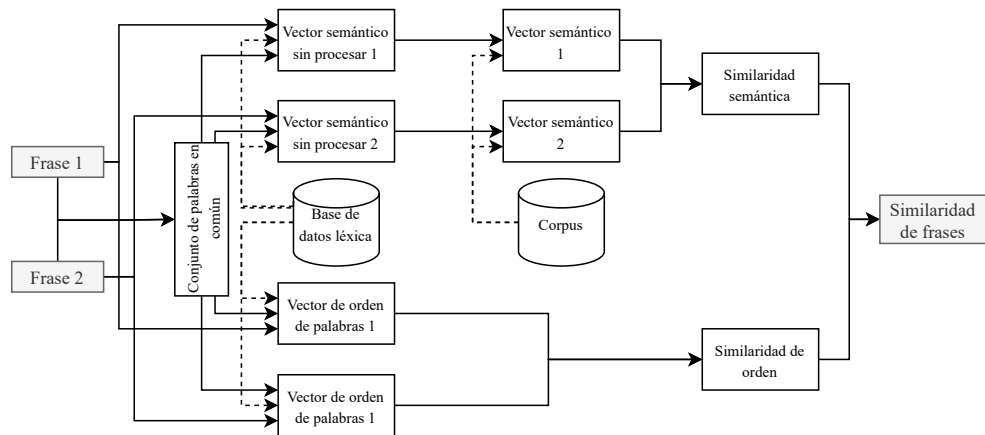 Vector semántico
sin procesar 1
Vector semántico
1
Similaridad
semántica
Vector semántico
sin procesar 2
Vector semántico
2
Frase 1
Frase 2
Conjunto de palabras en
común
Base de
datos léxica
Corpus
Similaridad
de frases
Vector de orden
de palabras 1
Similaridad de
orden
Vector de orden
de palabras 1